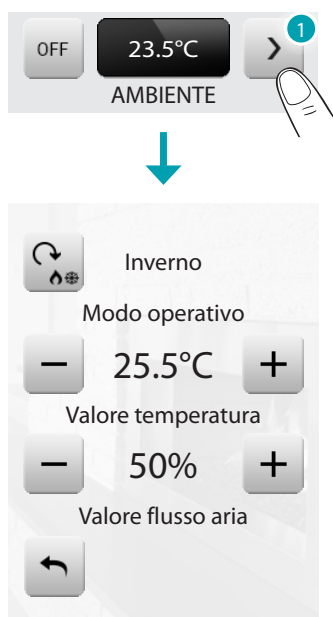 1
OFF 23.5°C >
AMBIENTE
Inverno
Modo operativo
− 25.5°C +
Valore temperatura
− 50% +
Valore flusso aria